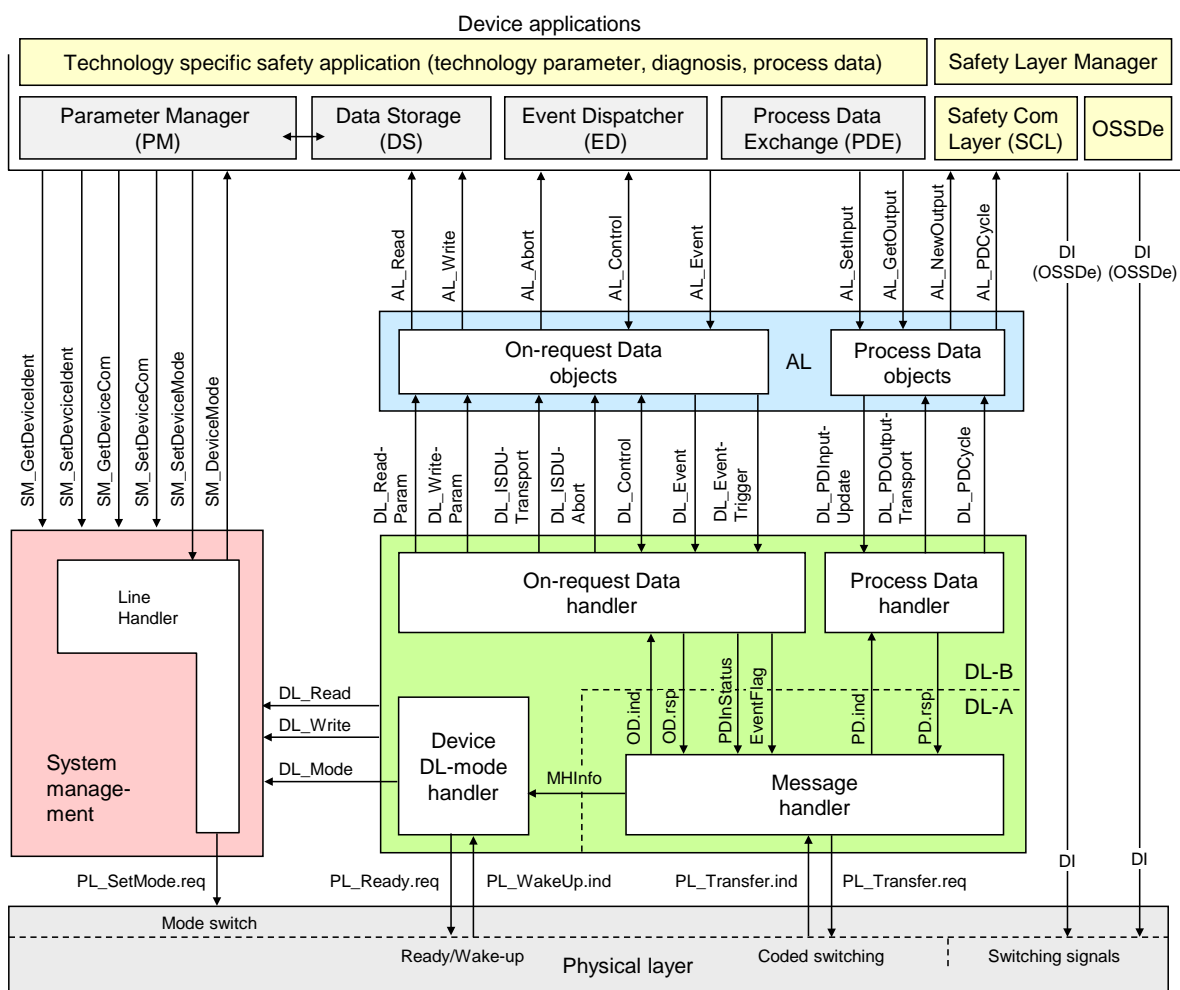 Device applications
Technology specific safety application (technology parameter, diagnosis, process data)
Safety Layer Manager
Parameter Manager
(PM)
Data Storage
(DS)
Event Dispatcher
(ED)
Process Data
Exchange (PDE)
Safety Com
Layer (SCL)
OSSDe
SM_GetDeviceIdent
SM_SetDevciceIdent
SM_GetDeviceCom
SM_SetDeviceCom
SM_SetDeviceMode
SM_DeviceMode
AL_Read
AL_Write
AL_Abort
AL_Control
AL_Event
AL_SetInput
AL_GetOutput
AL_NewOutput
AL_PDCycle
DI
(OSSDe)
DI
(OSSDe)
On-request Data
objects
AL
Process Data
objects
DL_Read-
Param
DL_Write-
Param
DL_ISDU-
Transport
DL_ISDU-
Abort
DL_Control
DL_Event
DL_Event-
Trigger
DL_PDInput-
Update
DL_PDOutput-
Transport
DL_PDCycle
Line
Handler
System
manage-
ment
On-request Data
handler
Process Data
handler
DL-B
DL-A
OD.ind
OD.rsp
PDInStatus
EventFlag
PD.ind
PD.rsp
DL_Read
DL_Write
DL_Mode
Device
DL-mode
handler
MHInfo
Message
handler
PL_SetMode.req
PL_Ready.req
PL_WakeUp.ind
PL_Transfer.ind
PL_Transfer.req
DI
DI
Mode switch
Ready/Wake-up
Physical layer
Coded switching
Switching signals